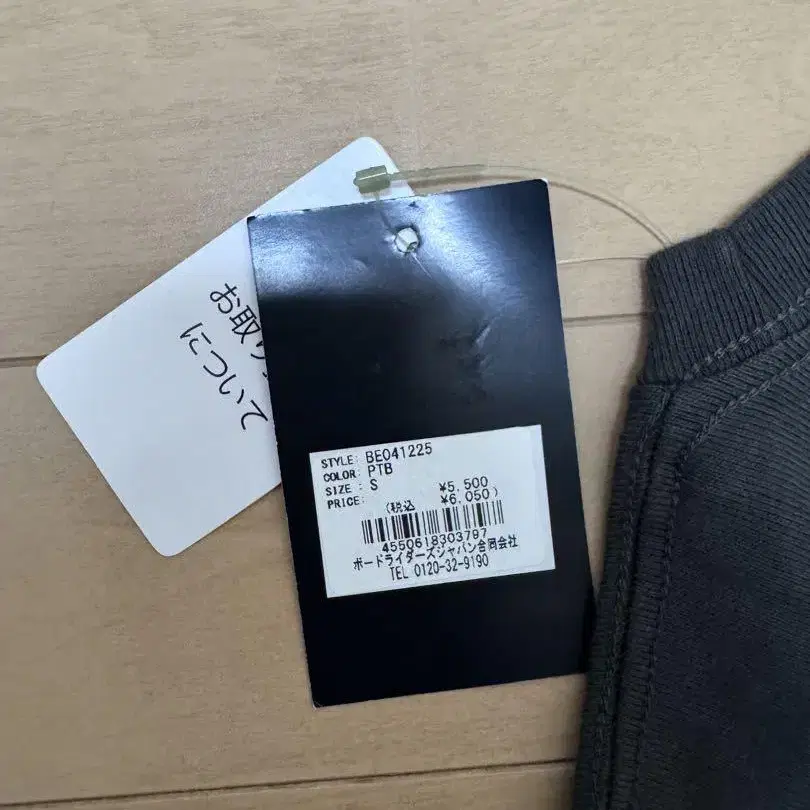 お取り
について
STYLE: BE041225
COLOR: PTB
SIZE : S
PRICE: ¥5,500
(税込 ¥6,050)
4550618303797
ボードライダーズジャパン合同会社
TEL 0120-32-9190